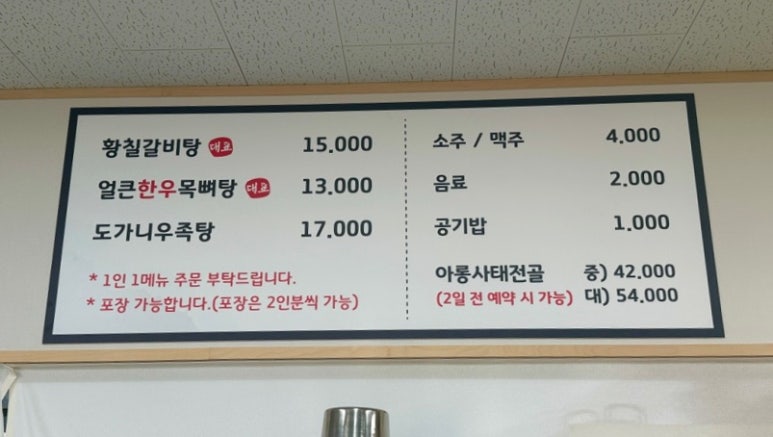 황칠갈비탕 대표 15.000
얼큰한우목뼈탕 대표 13.000
도가니우족탕 17.000
* 1인 1메뉴 주문 부탁드립니다.
* 포장 가능합니다.(포장은 2인분씩 가능)
소주 / 맥주 4.000
음료 2.000
공기밥 1.000
아롱사태전골 중) 42.000
(2일 전 예약 시 가능) 대) 54.000